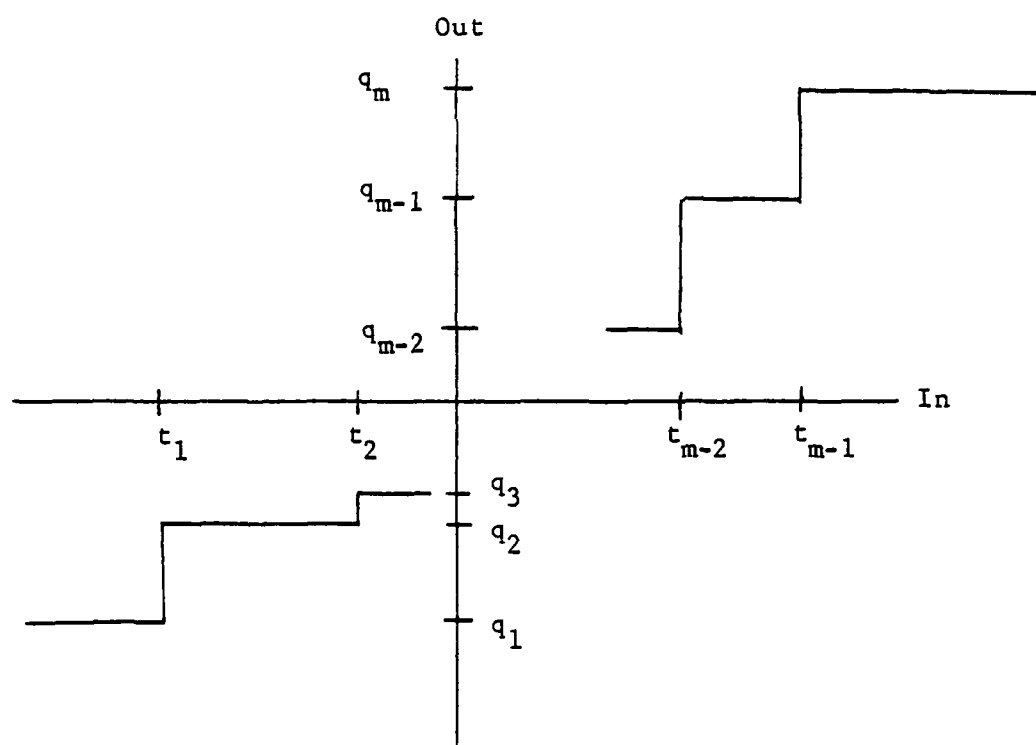 Out
q_m
q_{m-1}
q_{m-2}
In
t_1
t_2
t_{m-2}
t_{m-1}
q_3
q_2
q_1